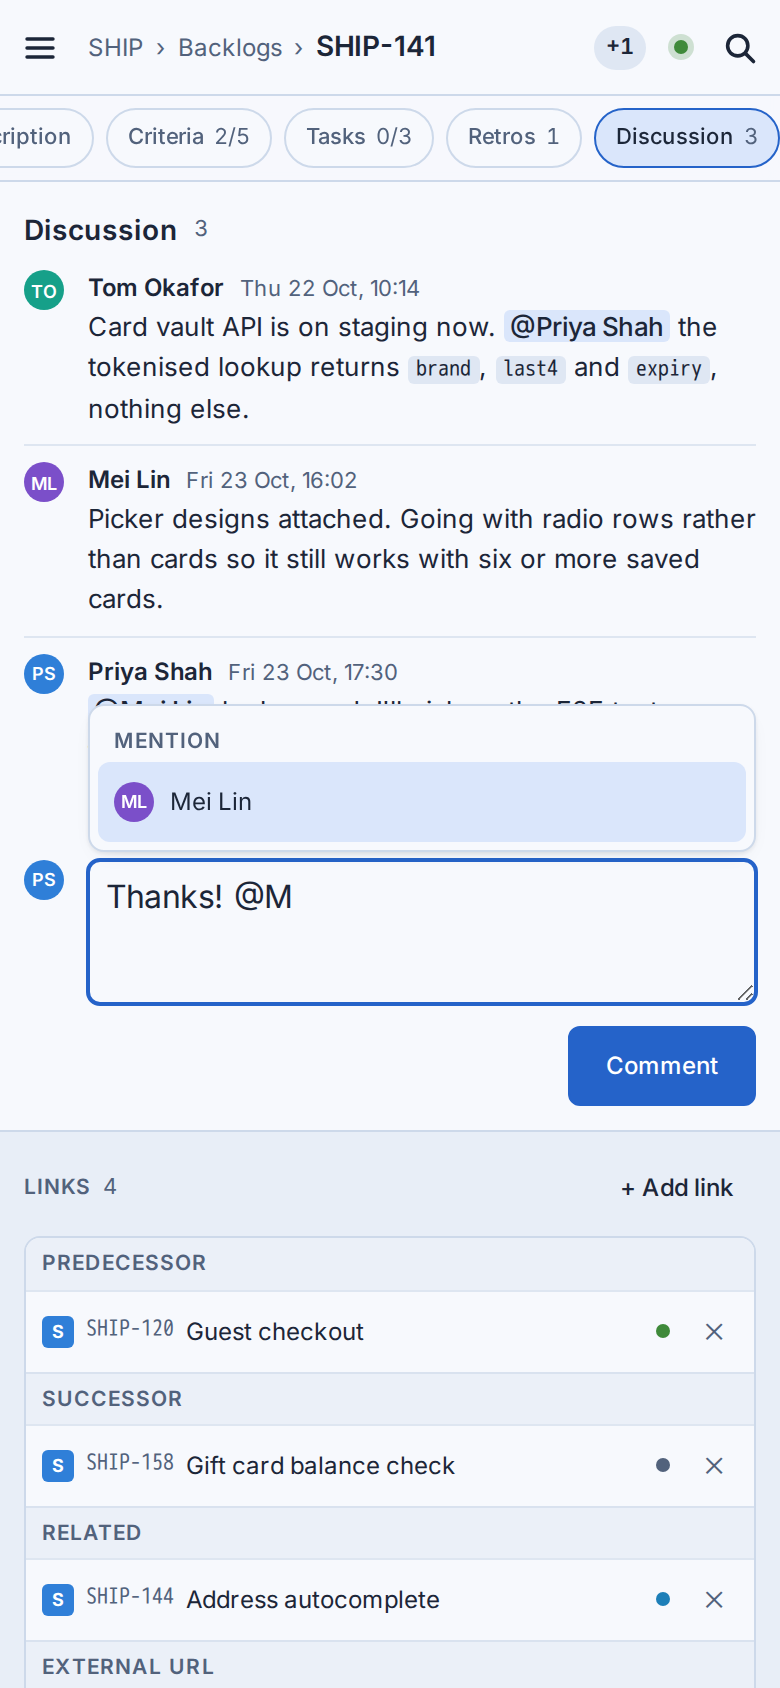 SHIP › Backlogs › SHIP-141 +1
cription Criteria 2/5 Tasks 0/3 Retros 1 Discussion 3
Discussion 3
TO Tom Okafor Thu 22 Oct, 10:14
Card vault API is on staging now. @Priya Shah the
tokenised lookup returns brand, last4 and expiry,
nothing else.
ML Mei Lin Fri 23 Oct, 16:02
Picker designs attached. Going with radio rows rather
than cards so it still works with six or more saved
cards.
PS Priya Shah Fri 23 Oct, 17:30
@Mei Lin
MENTION
ML Mei Lin
PS Thanks! @M
Comment
LINKS 4 + Add link
PREDECESSOR
S SHIP-120 Guest checkout
SUCCESSOR
S SHIP-158 Gift card balance check
RELATED
S SHIP-144 Address autocomplete
EXTERNAL URL